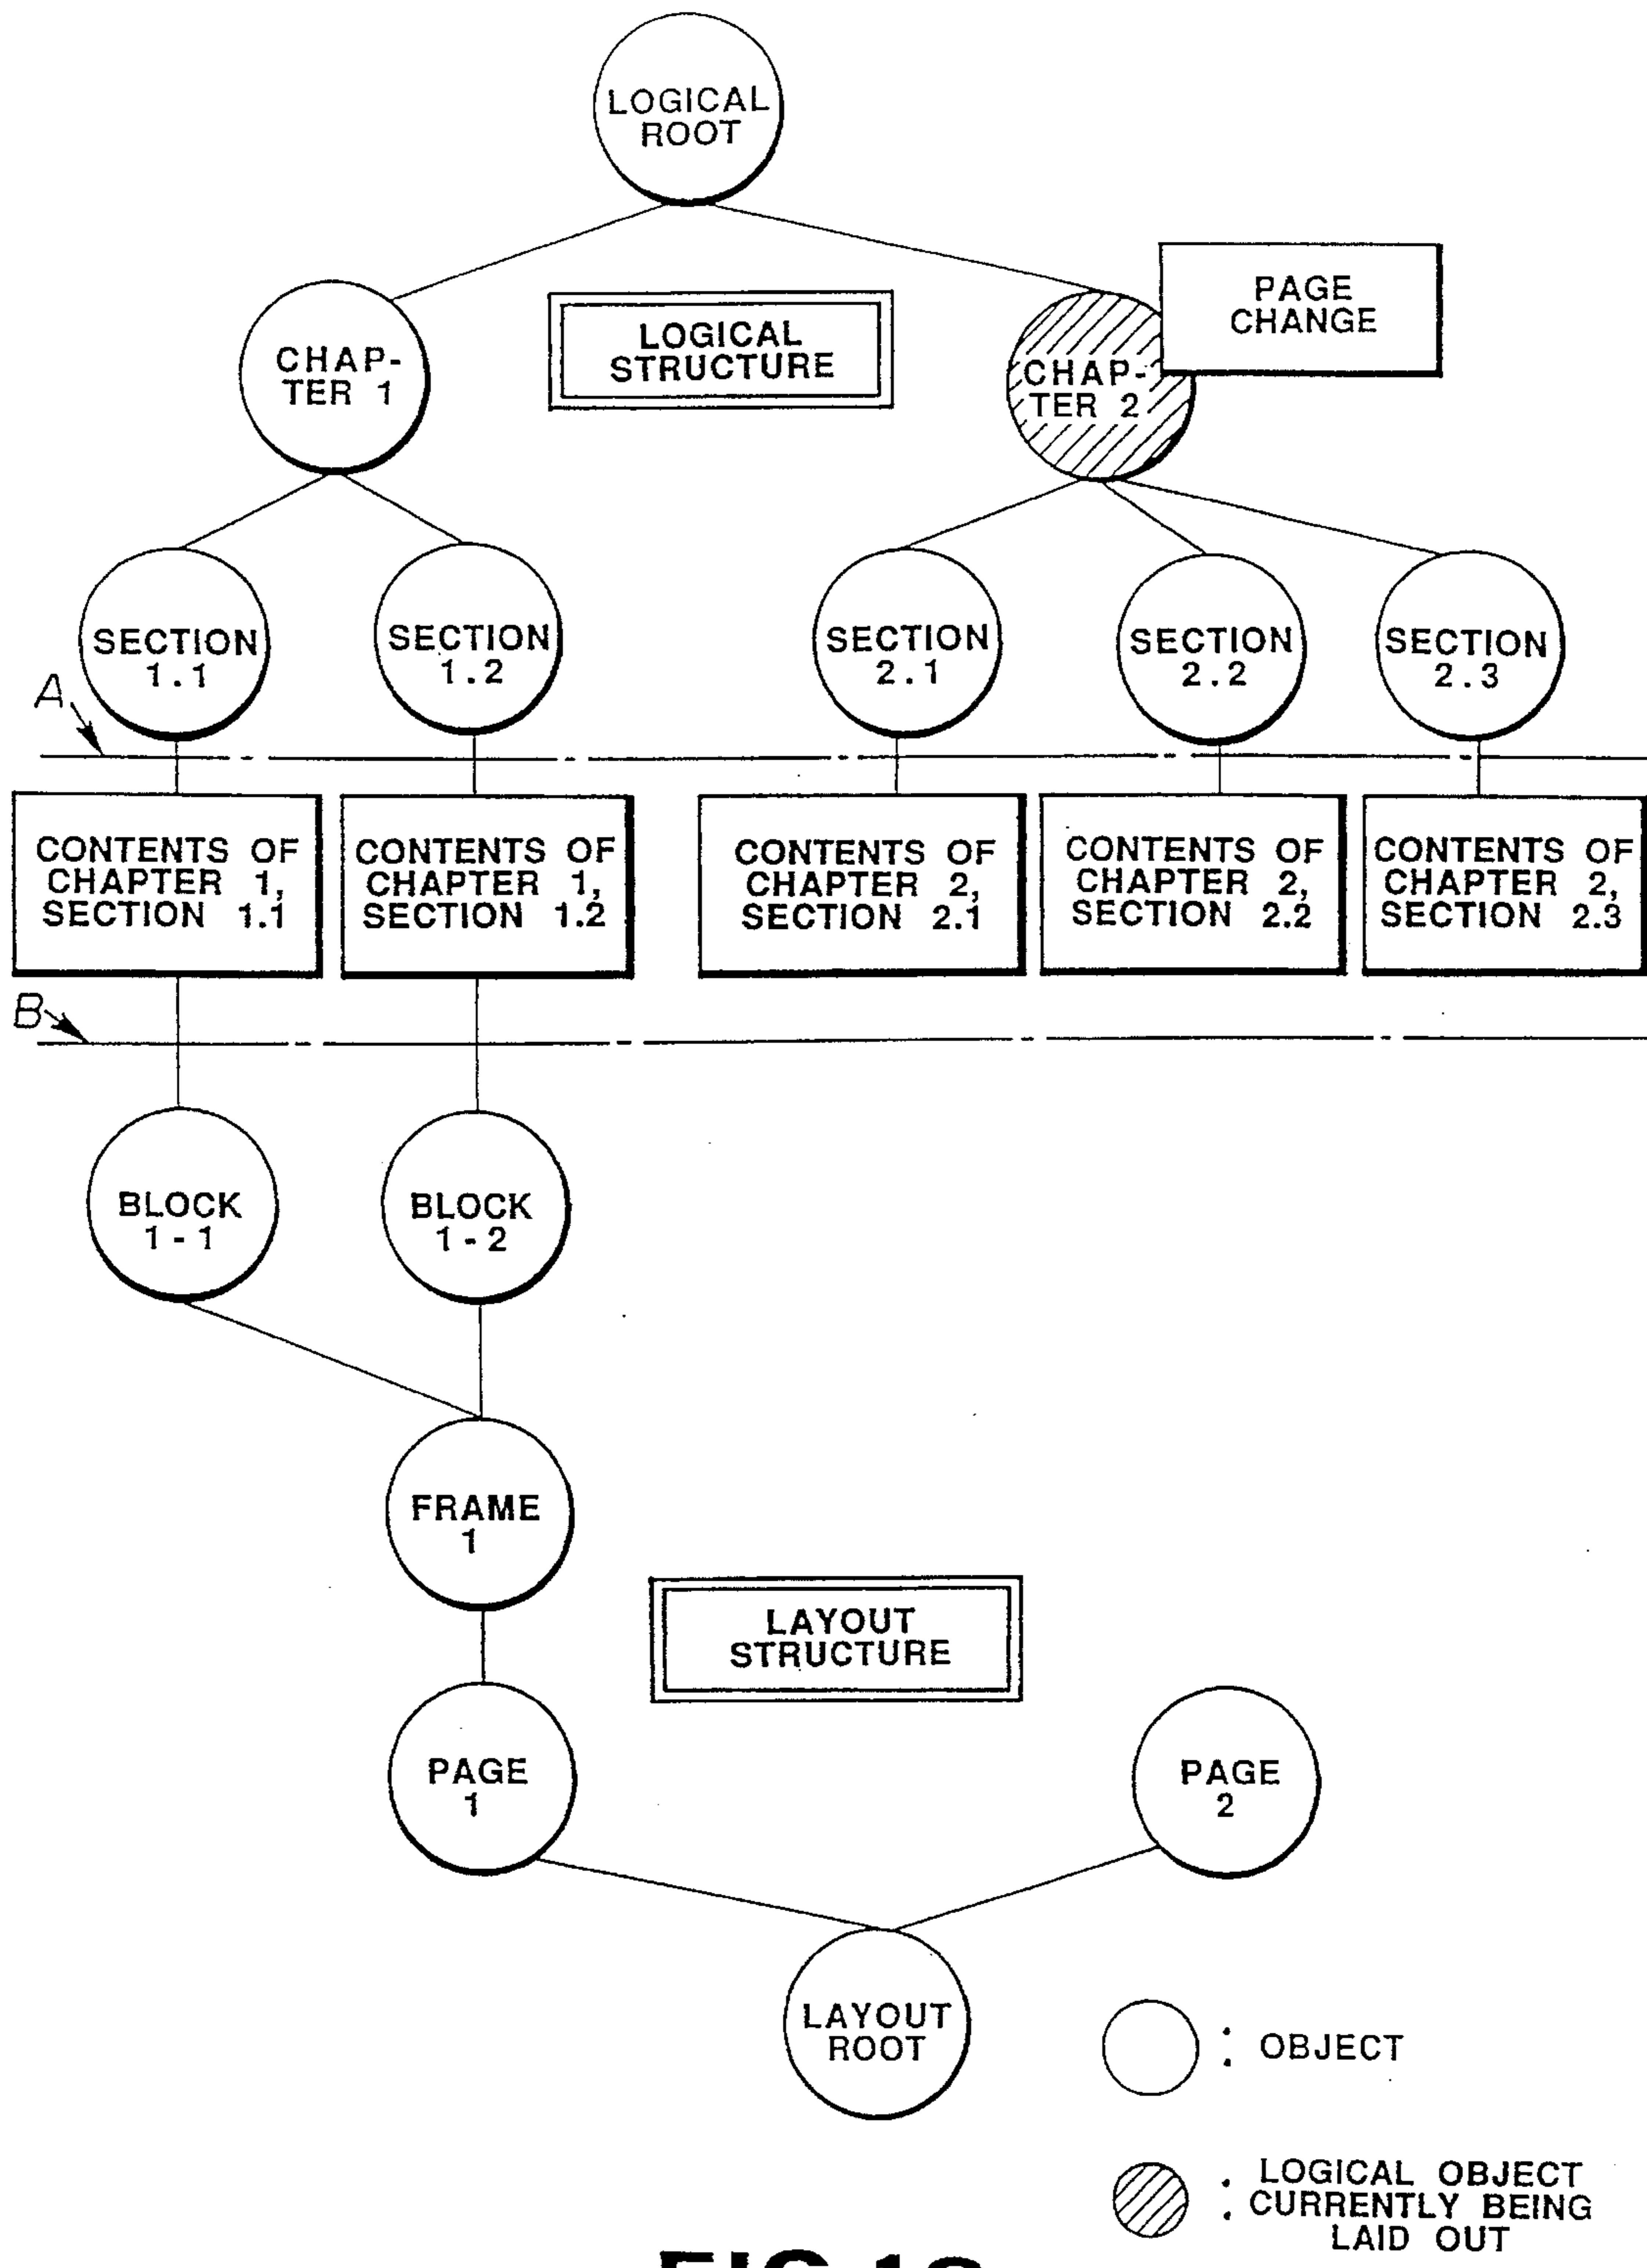 LOGICAL
ROOT
PAGE
CHANGE
LOGICAL
STRUCTURE
CHAP-
TER 1
CHAP-
TER 2
SECTION
1.1
SECTION
1.2
SECTION
2.1
SECTION
2.2
SECTION
2.3
A
CONTENTS OF
CHAPTER 1,
SECTION 1.1
CONTENTS OF
CHAPTER 1,
SECTION 1.2
CONTENTS OF
CHAPTER 2,
SECTION 2.1
CONTENTS OF
CHAPTER 2,
SECTION 2.2
CONTENTS OF
CHAPTER 2,
SECTION 2.3
B
BLOCK
1-1
BLOCK
1-2
FRAME
1
LAYOUT
STRUCTURE
PAGE
1
PAGE
2
LAYOUT
ROOT
: OBJECT
: LOGICAL OBJECT
CURRENTLY BEING
LAID OUT